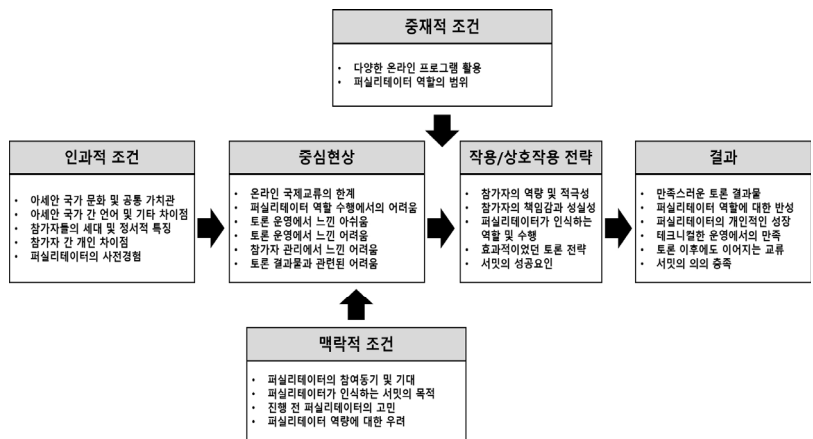 중재적 조건
• 다양한 온라인 프로그램 활용
• 퍼실리테이터 역할의 범위
인과적 조건
• 아세안 국가 문화 및 공통 가치관
• 아세안 국가 간 언어 및 기타 차이점
• 참가자들의 세대 및 정서적 특징
• 참가자 간 개인 차이점
• 퍼실리테이터의 사전경험
중심현상
• 온라인 국제교류의 한계
• 퍼실리테이터 역할 수행에서의 어려움
• 토론 운영에서 느낀 아쉬움
• 토론 운영에서 느낀 어려움
• 참가자 관리에서 느낀 어려움
• 토론 결과물과 관련된 어려움
작용/상호작용 전략
• 참가자의 역량 및 적극성
• 참가자의 책임감과 성실성
• 퍼실리테이터가 인식하는
역할 및 수행
• 효과적이었던 토론 전략
• 서밋의 성공요인
결과
• 만족스러운 토론 결과물
• 퍼실리테이터 역할에 대한 반성
• 퍼실리테이터의 개인적인 성장
• 테크니컬한 운영에서의 만족
• 토론 이후에도 이어지는 교류
• 서밋의 의의 충족
맥락적 조건
• 퍼실리테이터의 참여동기 및 기대
• 퍼실리테이터가 인식하는 서밋의 목적
• 진행 전 퍼실리테이터의 고민
• 퍼실리테이터 역량에 대한 우려